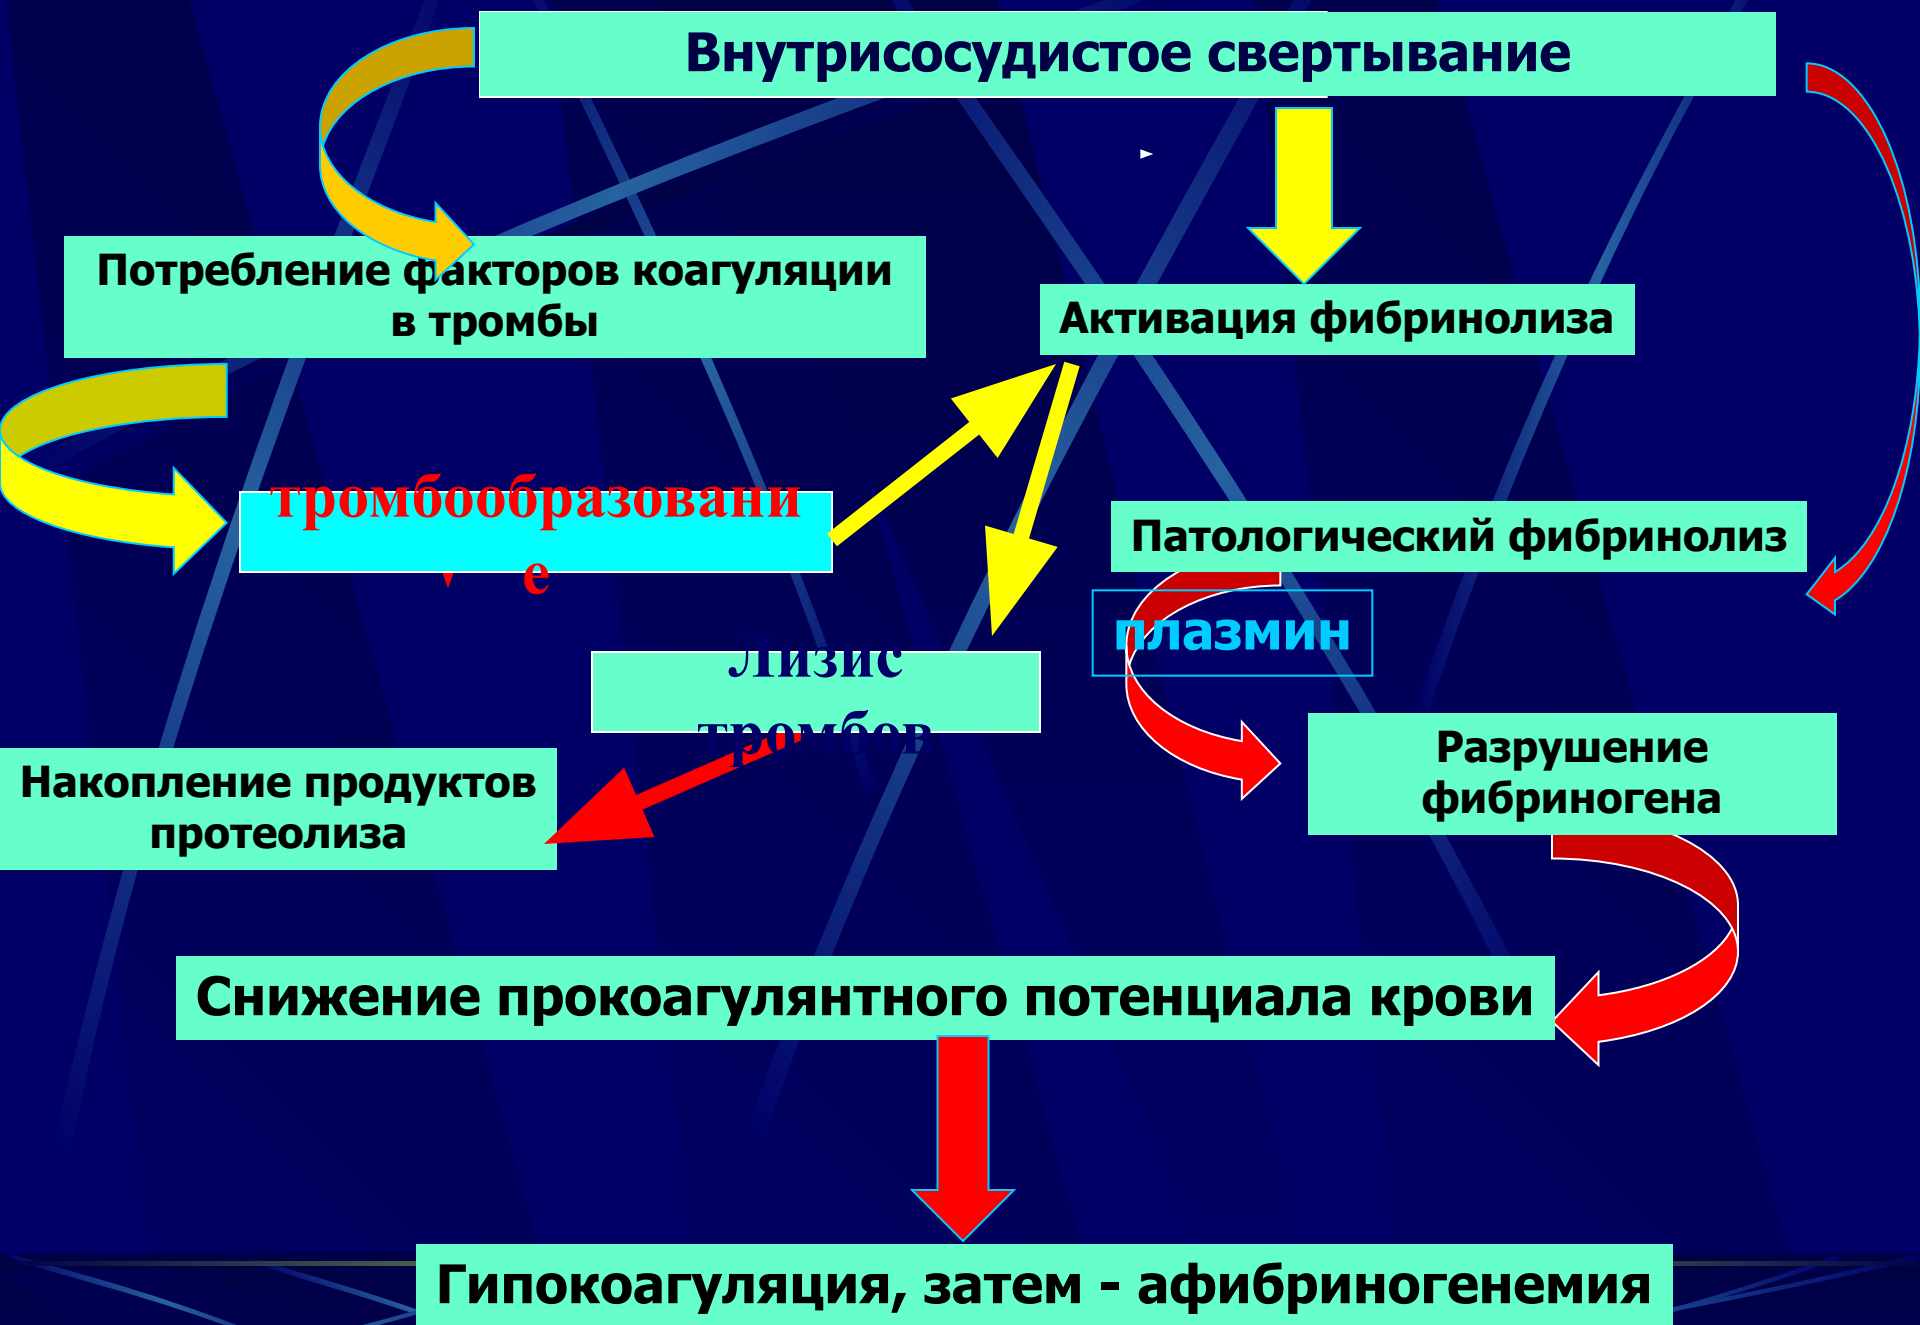 Внутрисосудистое свертывание
Потребление факторов коагуляции
в тромбы
Активация фибринолиза
тромбообразовани
е
Патологический фибринолиз
плазмин
Лизис
тромбов
Разрушение
фибриногена
Накопление продуктов
протеолиза
Снижение прокоагулянтного потенциала крови
Гипокоагуляция, затем - афибриногенемия